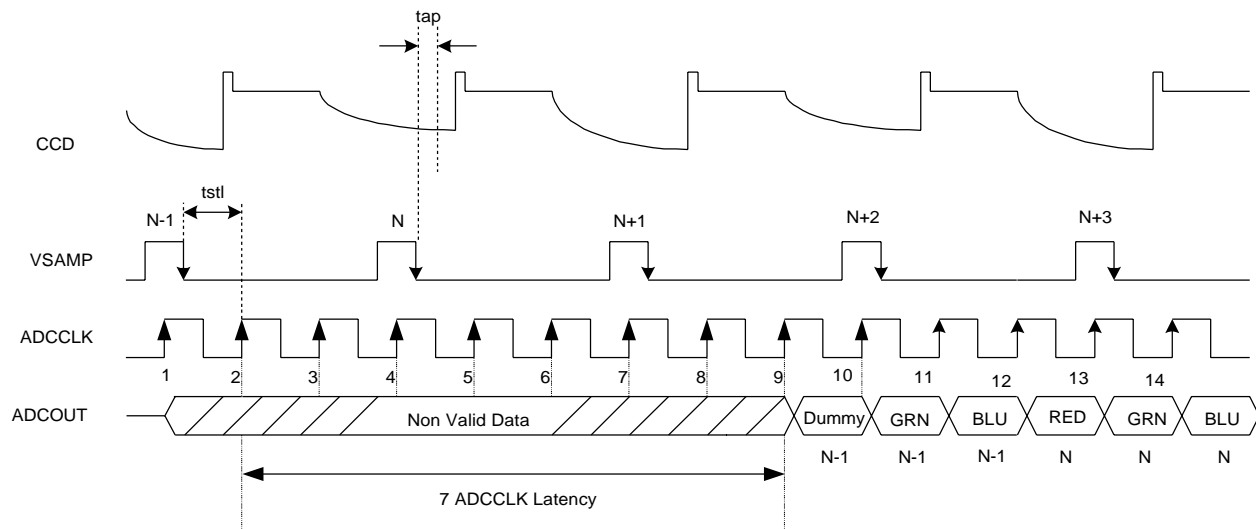 tap
CCD
tstl
N-1 N N+1 N+2 N+3
VSAMP
ADCCLK
1 2 3 4 5 6 7 8 9 10 11 12 13 14
ADCOUT Non Valid Data Dummy GRN BLU RED GRN BLU
N-1 N-1 N-1 N N N
7 ADCCLK Latency